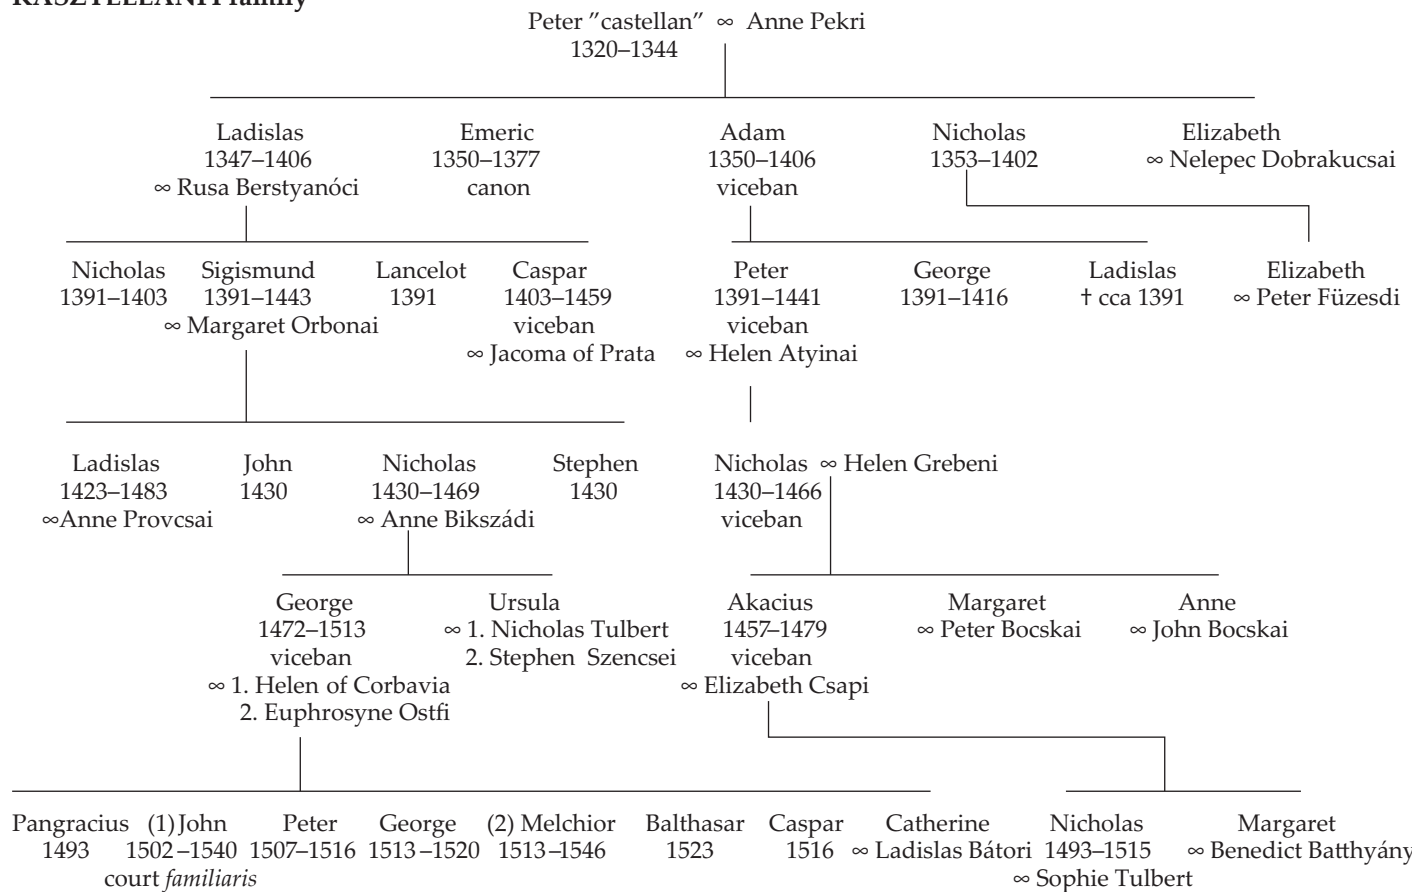 KASZTELLÁNFI family
Peter ”castellan” ∞ Anne Pekri
1320–1344
Ladislas Emeric Adam Nicholas Elizabeth
1347–1406 1350–1377 1350–1406 1353–1402 ∞ Nelepec Dobrakucsai
∞ Rusa Berstyanóci canon viceban
Nicholas Sigismund Lancelot Caspar Peter George Ladislas Elizabeth
1391–1403 1391–1443 1391 1403–1459 1391–1441 1391–1416 † cca 1391 ∞ Peter Füzesdi
∞ Margaret Orbonai viceban viceban
∞ Jacoma of Prata ∞ Helen Atyinai
Ladislas John Nicholas Stephen Nicholas ∞ Helen Grebeni
1423–1483 1430 1430–1469 1430 1430–1466
∞Anne Provcsai ∞ Anne Bikszádi viceban
George Ursula Akacius Margaret Anne
1472–1513 ∞ 1. Nicholas Tulbert 1457–1479 ∞ Peter Bocskai ∞ John Bocskai
viceban 2. Stephen Szencsei viceban
∞ 1. Helen of Corbavia ∞ Elizabeth Csapi
2. Euphrosyne Ostfi
Pangracius (1) John Peter George (2) Melchior Balthasar Caspar Catherine Nicholas Margaret
1493 1502–1540 1507–1516 1513–1520 1513–1546 1523 1516 ∞ Ladislas Bátori 1493–1515 ∞ Benedict Batthyány
court familiaris ∞ Sophie Tulbert